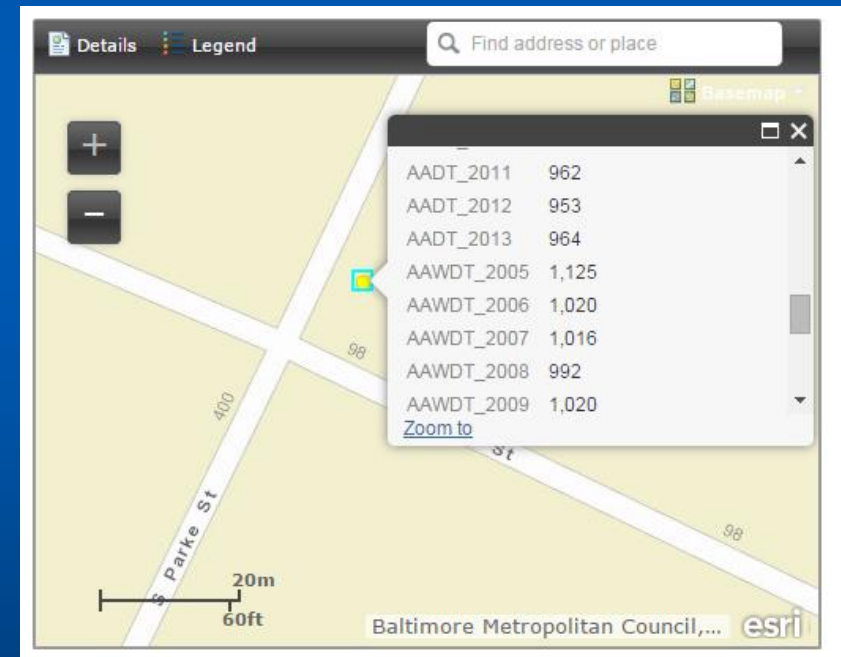 Details Legend Find address or place
Basemap
AADT_2011 962
AADT_2012 953
AADT_2013 964
AAWDT_2005 1,125
AAWDT_2006 1,020
AAWDT_2007 1,016
AAWDT_2008 992
AAWDT_2009 1,020
Zoom to
98
400
St
S Parke St
98
20m
60ft
Baltimore Metropolitan Council,... esri